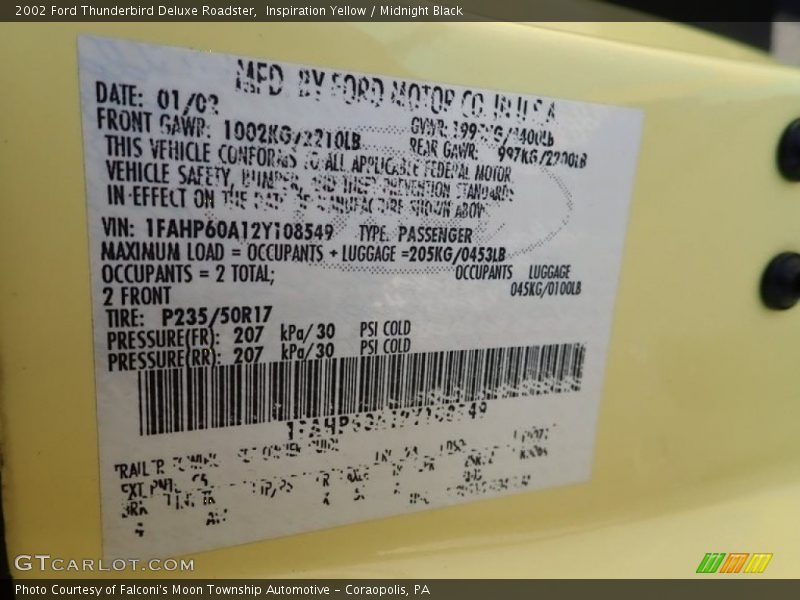 2002 Ford Thunderbird Deluxe Roadster,  Inspiration Yellow / Midnight Black
MFD. BY FORD MOTOR CO. IN U.S.A.
DATE: 01/02
GVWR: /4400LB
FRONT GAWR: 1002KG/2210LB
REAR GAWR: 997KG/2200LB
THIS VEHICLE CONFORMS TO ALL APPLICABLE FEDERAL MOTOR
VEHICLE SAFETY, BUMPER, AND THEFT PREVENTION STANDARDS
IN EFFECT ON THE DATE OF MANUFACTURE SHOWN ABOVE
VIN: 1FAHP60A12Y108549 TYPE: PASSENGER
MAXIMUM LOAD = OCCUPANTS + LUGGAGE =205KG/0453LB
OCCUPANTS = 2 TOTAL; OCCUPANTS LUGGAGE
2 FRONT 045KG/0100LB
TIRE: P235/50R17
PRESSURE(FR): 207 kPa/ 30 PSI COLD
PRESSURE(RR): 207 kPa/ 30 PSI COLD
1FAHP60A12Y108549
EXT PNT:
GTCARLOT.COM
Photo Courtesy of Falconi's Moon Township Automotive – Coraopolis, PA